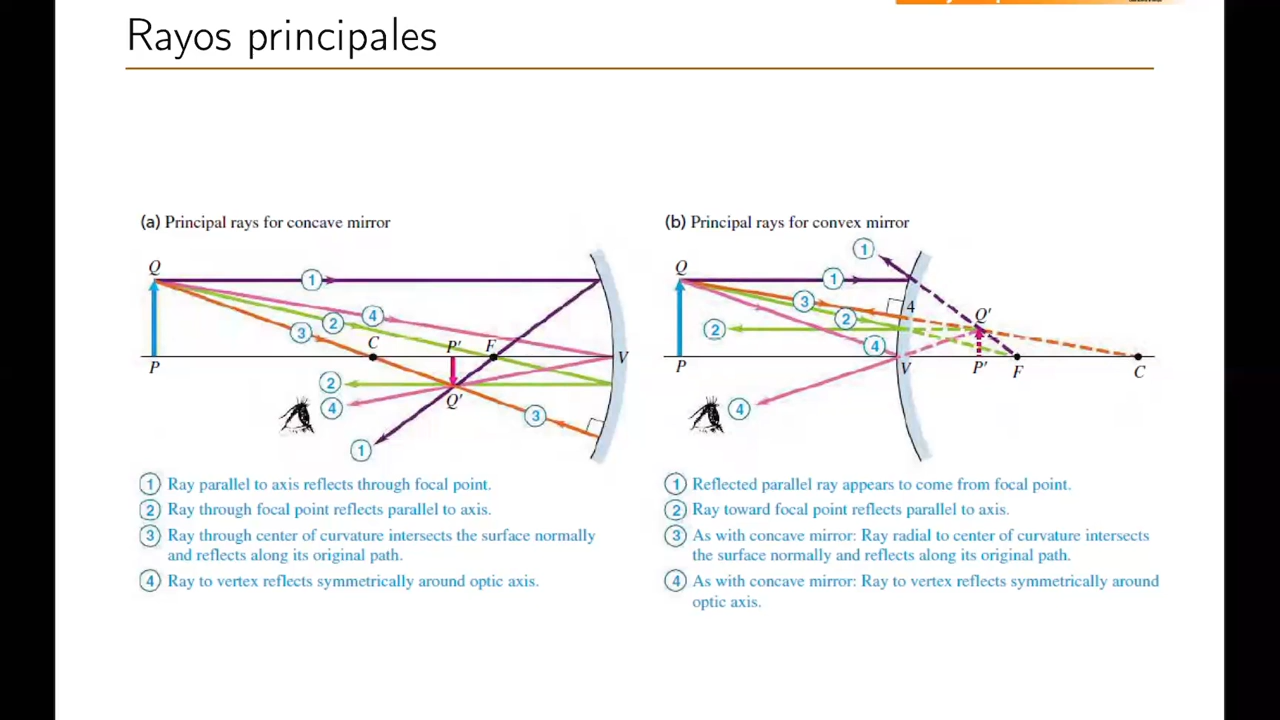 Rayos principales
(a) Principal rays for concave mirror
Q
1
4
2
3
C
P'
F
V
P
2
4
Q'
3
1
1 Ray parallel to axis reflects through focal point.
2 Ray through focal point reflects parallel to axis.
3 Ray through center of curvature intersects the surface normally
and reflects along its original path.
4 Ray to vertex reflects symmetrically around optic axis.
(b) Principal rays for convex mirror
1
Q
1
3
4
2
Q'
2
4
P
V
P'
F
C
4
1 Reflected parallel ray appears to come from focal point.
2 Ray toward focal point reflects parallel to axis.
3 As with concave mirror: Ray radial to center of curvature intersects
the surface normally and reflects along its original path.
4 As with concave mirror: Ray to vertex reflects symmetrically around
optic axis.